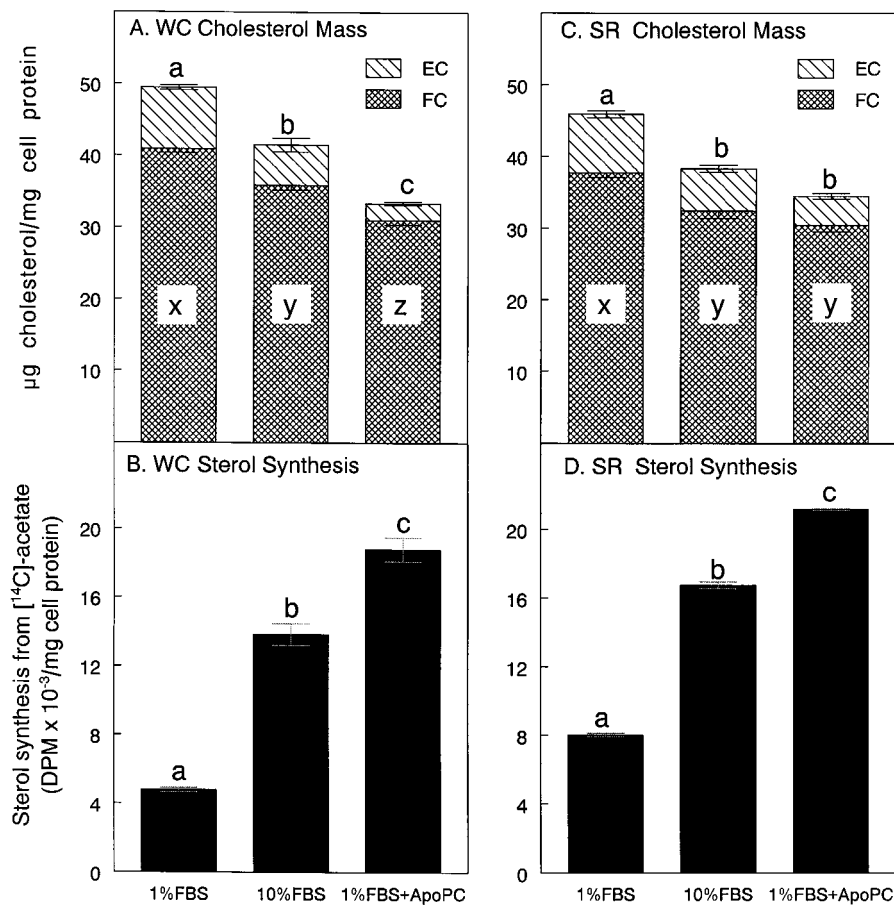 A. WC Cholesterol Mass
EC
FC
a
b
c
x
y
z
50
40
30
20
10
µg cholesterol/mg cell protein
C. SR Cholesterol Mass
EC
FC
a
b
b
x
y
y
50
40
30
20
10
B. WC Sterol Synthesis
a
b
c
20
16
12
8
4
0
Sterol synthesis from [¹⁴C]-acetate
(DPM x 10⁻³/mg cell protein)
1%FBS 10%FBS 1%FBS+ApoPC
D. SR Sterol Synthesis
a
b
c
20
16
12
8
4
0
1%FBS 10%FBS 1%FBS+ApoPC